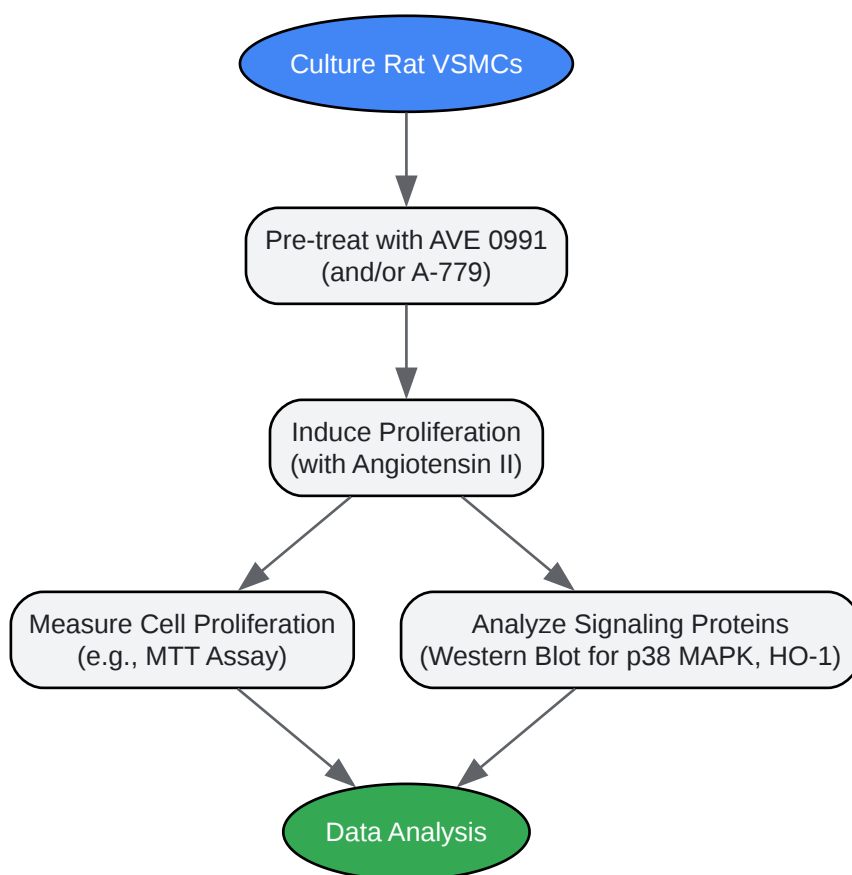 Culture Rat VSMCs
Pre-treat with AVE 0991
(and/or A-779)
Induce Proliferation
(with Angiotensin II)
Measure Cell Proliferation
(e.g., MTT Assay)
Analyze Signaling Proteins
(Western Blot for p38 MAPK, HO-1)
Data Analysis